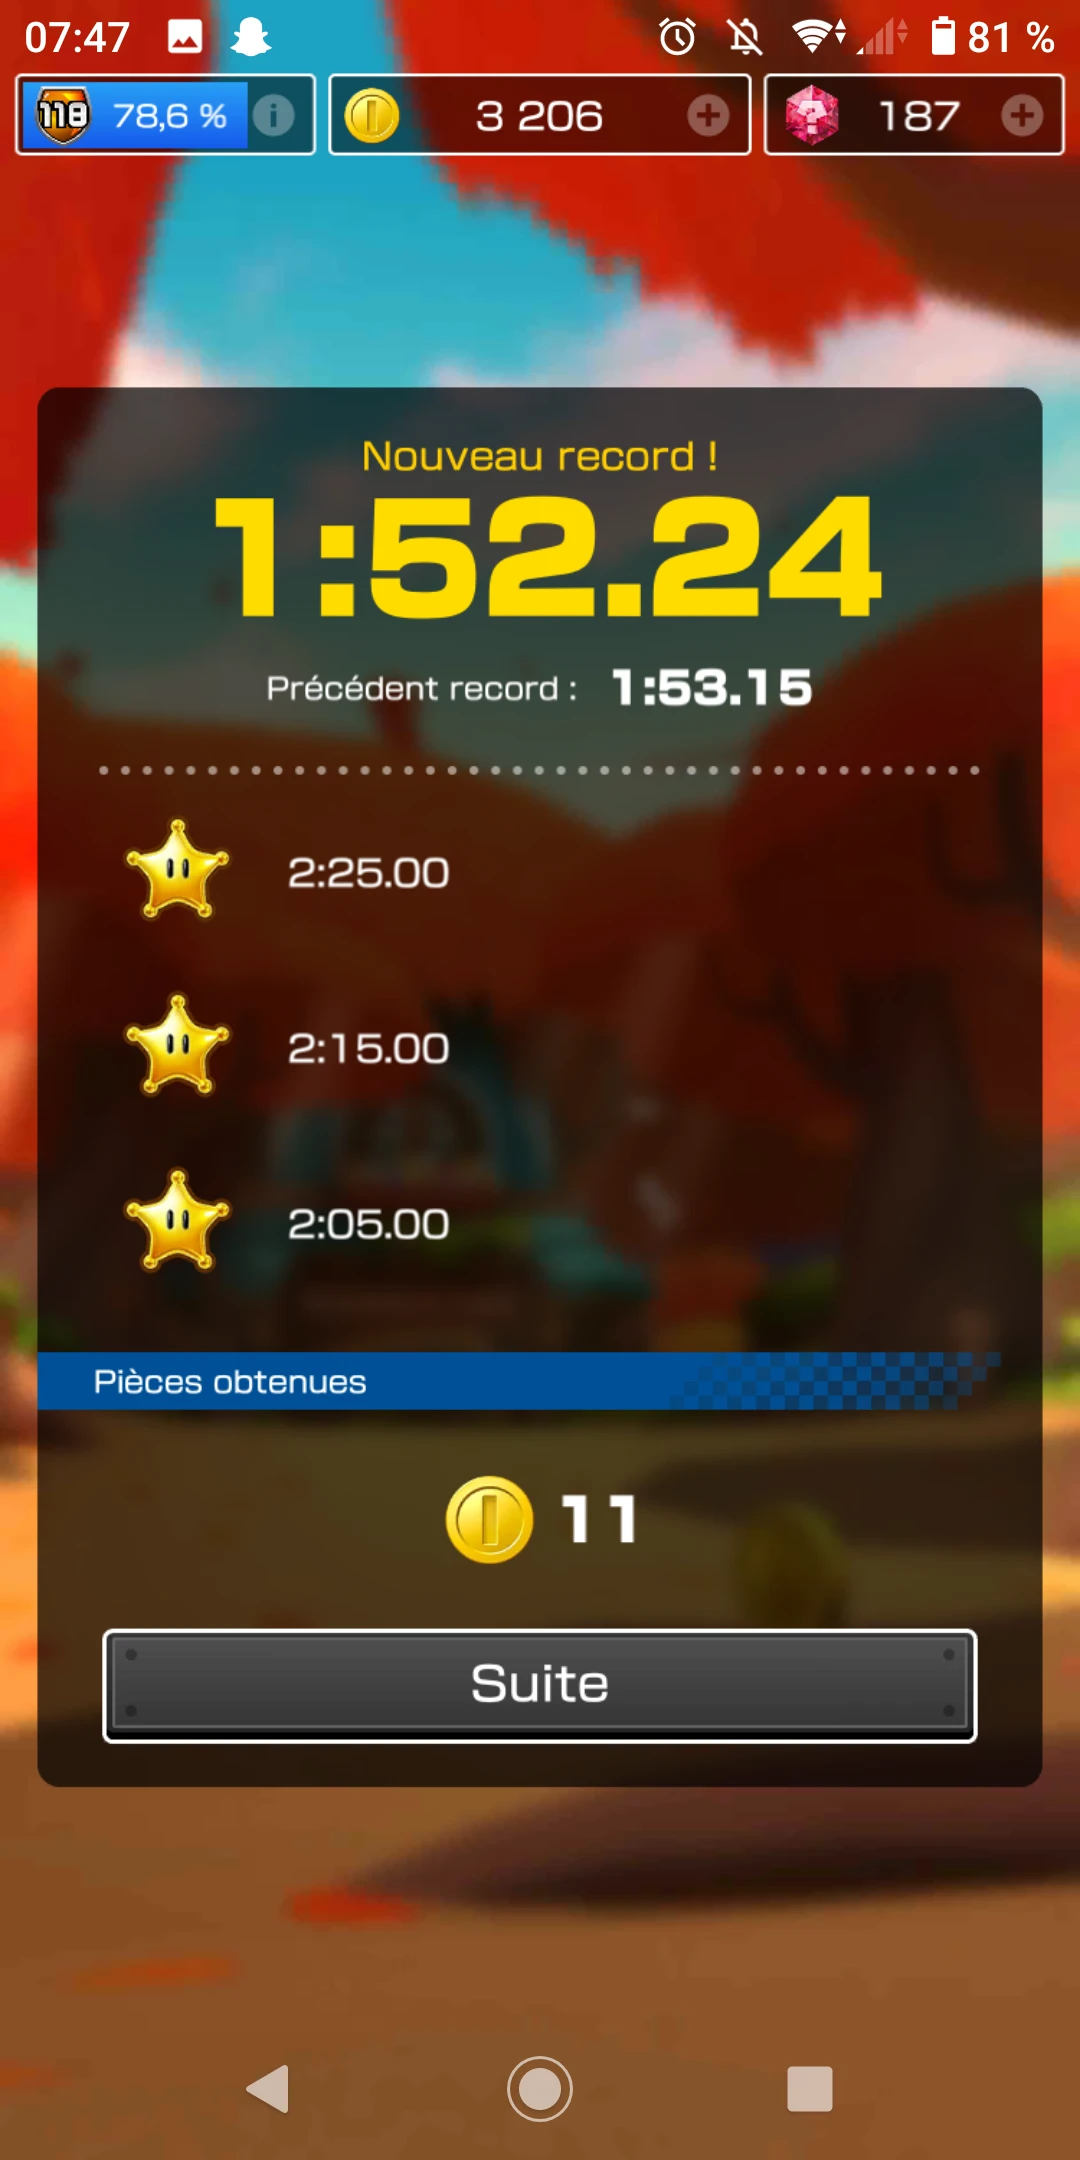 07:47 81 %
118 78,6 % 3 206 187
Nouveau record !
1:52.24
Précédent record : 1:53.15
2:25.00
2:15.00
2:05.00
Pièces obtenues
11
Suite